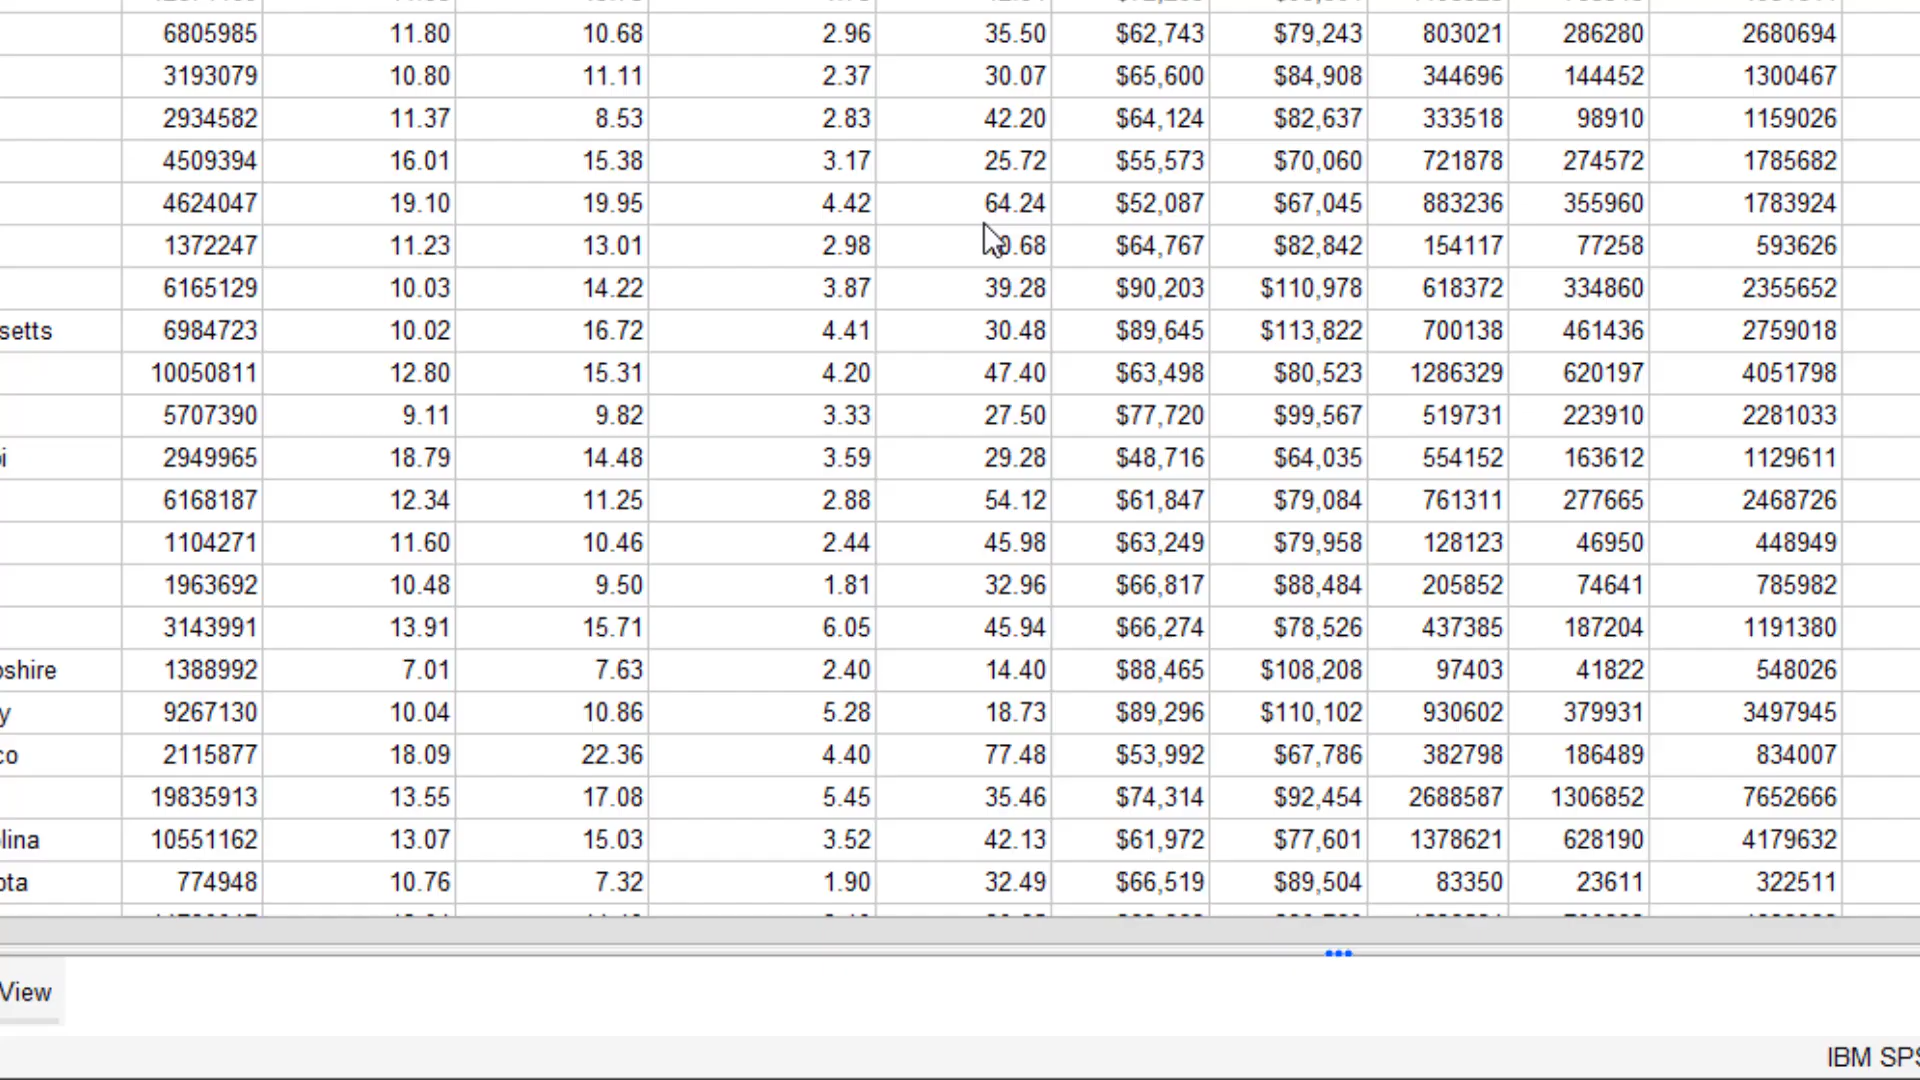 6805985 11.80 10.68 2.96 35.50 $62,743 $79,243 803021 286280 2680694
3193079 10.80 11.11 2.37 30.07 $65,600 $84,908 344696 144452 1300467
2934582 11.37 8.53 2.83 42.20 $64,124 $82,637 333518 98910 1159026
4509394 16.01 15.38 3.17 25.72 $55,573 $70,060 721878 274572 1785682
4624047 19.10 19.95 4.42 64.24 $52,087 $67,045 883236 355960 1783924
1372247 11.23 13.01 2.98 .68 $64,767 $82,842 154117 77258 593626
6165129 10.03 14.22 3.87 39.28 $90,203 $110,978 618372 334860 2355652
setts 6984723 10.02 16.72 4.41 30.48 $89,645 $113,822 700138 461436 2759018
10050811 12.80 15.31 4.20 47.40 $63,498 $80,523 1286329 620197 4051798
5707390 9.11 9.82 3.33 27.50 $77,720 $99,567 519731 223910 2281033
i 2949965 18.79 14.48 3.59 29.28 $48,716 $64,035 554152 163612 1129611
6168187 12.34 11.25 2.88 54.12 $61,847 $79,084 761311 277665 2468726
1104271 11.60 10.46 2.44 45.98 $63,249 $79,958 128123 46950 448949
1963692 10.48 9.50 1.81 32.96 $66,817 $88,484 205852 74641 785982
3143991 13.91 15.71 6.05 45.94 $66,274 $78,526 437385 187204 1191380
shire 1388992 7.01 7.63 2.40 14.40 $88,465 $108,208 97403 41822 548026
y 9267130 10.04 10.86 5.28 18.73 $89,296 $110,102 930602 379931 3497945
co 2115877 18.09 22.36 4.40 77.48 $53,992 $67,786 382798 186489 834007
19835913 13.55 17.08 5.45 35.46 $74,314 $92,454 2688587 1306852 7652666
lina 10551162 13.07 15.03 3.52 42.13 $61,972 $77,601 1378621 628190 4179632
ota 774948 10.76 7.32 1.90 32.49 $66,519 $89,504 83350 23611 322511
View
IBM SPS